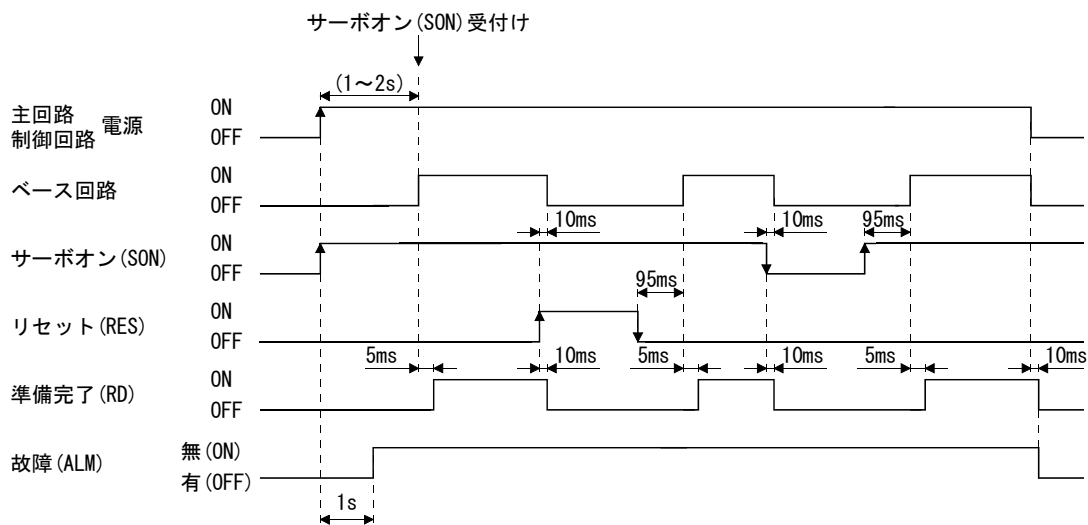 サーボオン(SON)受付け
(1～2s)
主回路
制御回路
電源
ON
OFF
ベース回路
ON
OFF
10ms
10ms
95ms
サーボオン(SON)
ON
OFF
95ms
リセット(RES)
ON
OFF
5ms
10ms
5ms
10ms
5ms
10ms
準備完了(RD)
ON
OFF
故障(ALM)
無(ON)
有(OFF)
1s